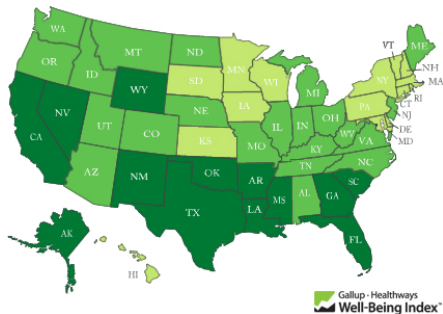 WA
OR
CA
NV
ID
MT
WY
UT
AZ
CO
NM
ND
SD
NE
KS
OK
TX
MN
IA
MO
AR
LA
WI
IL
MI
IN
OH
KY
TN
MS
AL
GA
FL
SC
NC
VA
WV
PA
NY
VT
ME
NH
MA
RI
CT
NJ
DE
MD
AK
HI
Gallup · Healthways
Well-Being Index